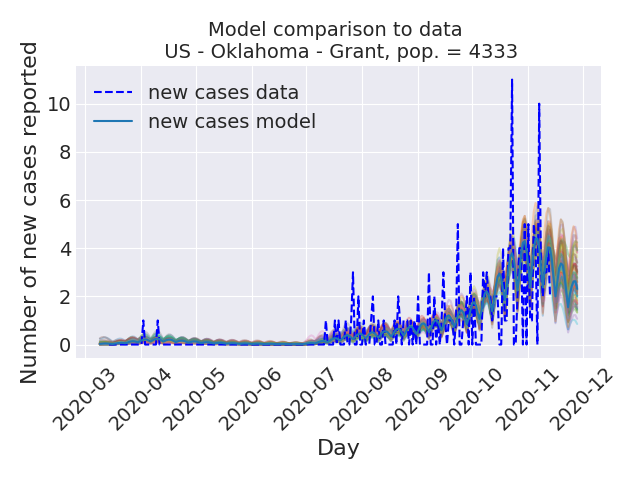 Model comparison to data
US - Oklahoma - Grant, pop. = 4333
new cases data
new cases model
Number of new cases reported
10
8
6
4
2
0
2020-03
2020-04
2020-05
2020-06
2020-07
2020-08
2020-09
2020-10
2020-11
2020-12
Day